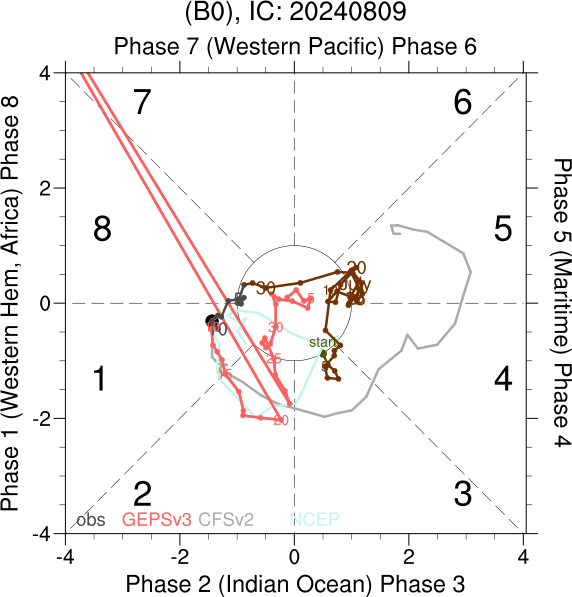 (B0), IC: 20240809
Phase 7 (Western Pacific) Phase 6
Phase 1 (Western Hem, Africa) Phase 8
Phase 5 (Maritime) Phase 4
4
2
0
-2
-4
7
6
8
5
1
4
2
3
30
20
start
30
25
20
15
5
obs GEPSv3 CFSv2 NCEP
-4 -2 0 2 4
Phase 2 (Indian Ocean) Phase 3